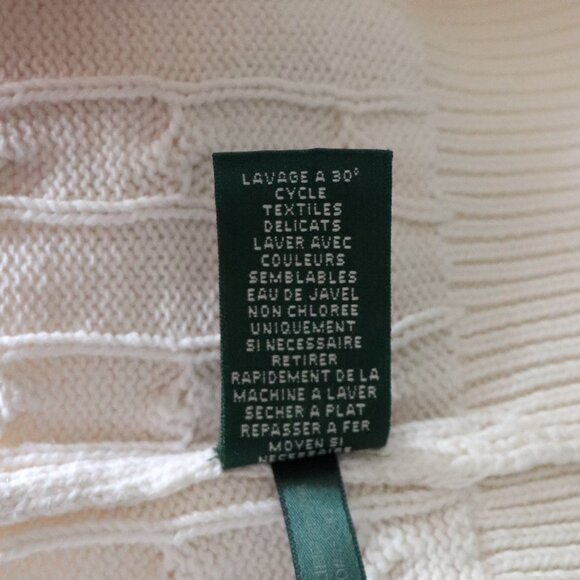 LAVAGE A 30°
CYCLE
TEXTILES
DELICATS
LAVER AVEC
COULEURS
SEMBLABLES
EAU DE JAVEL
NON CHLOREE
UNIQUEMENT
SI NECESSAIRE
RETIRER
RAPIDEMENT DE LA
MACHINE A LAVER
SECHER A PLAT
REPASSER A FER
MOYEN SI
NECESSAIRE